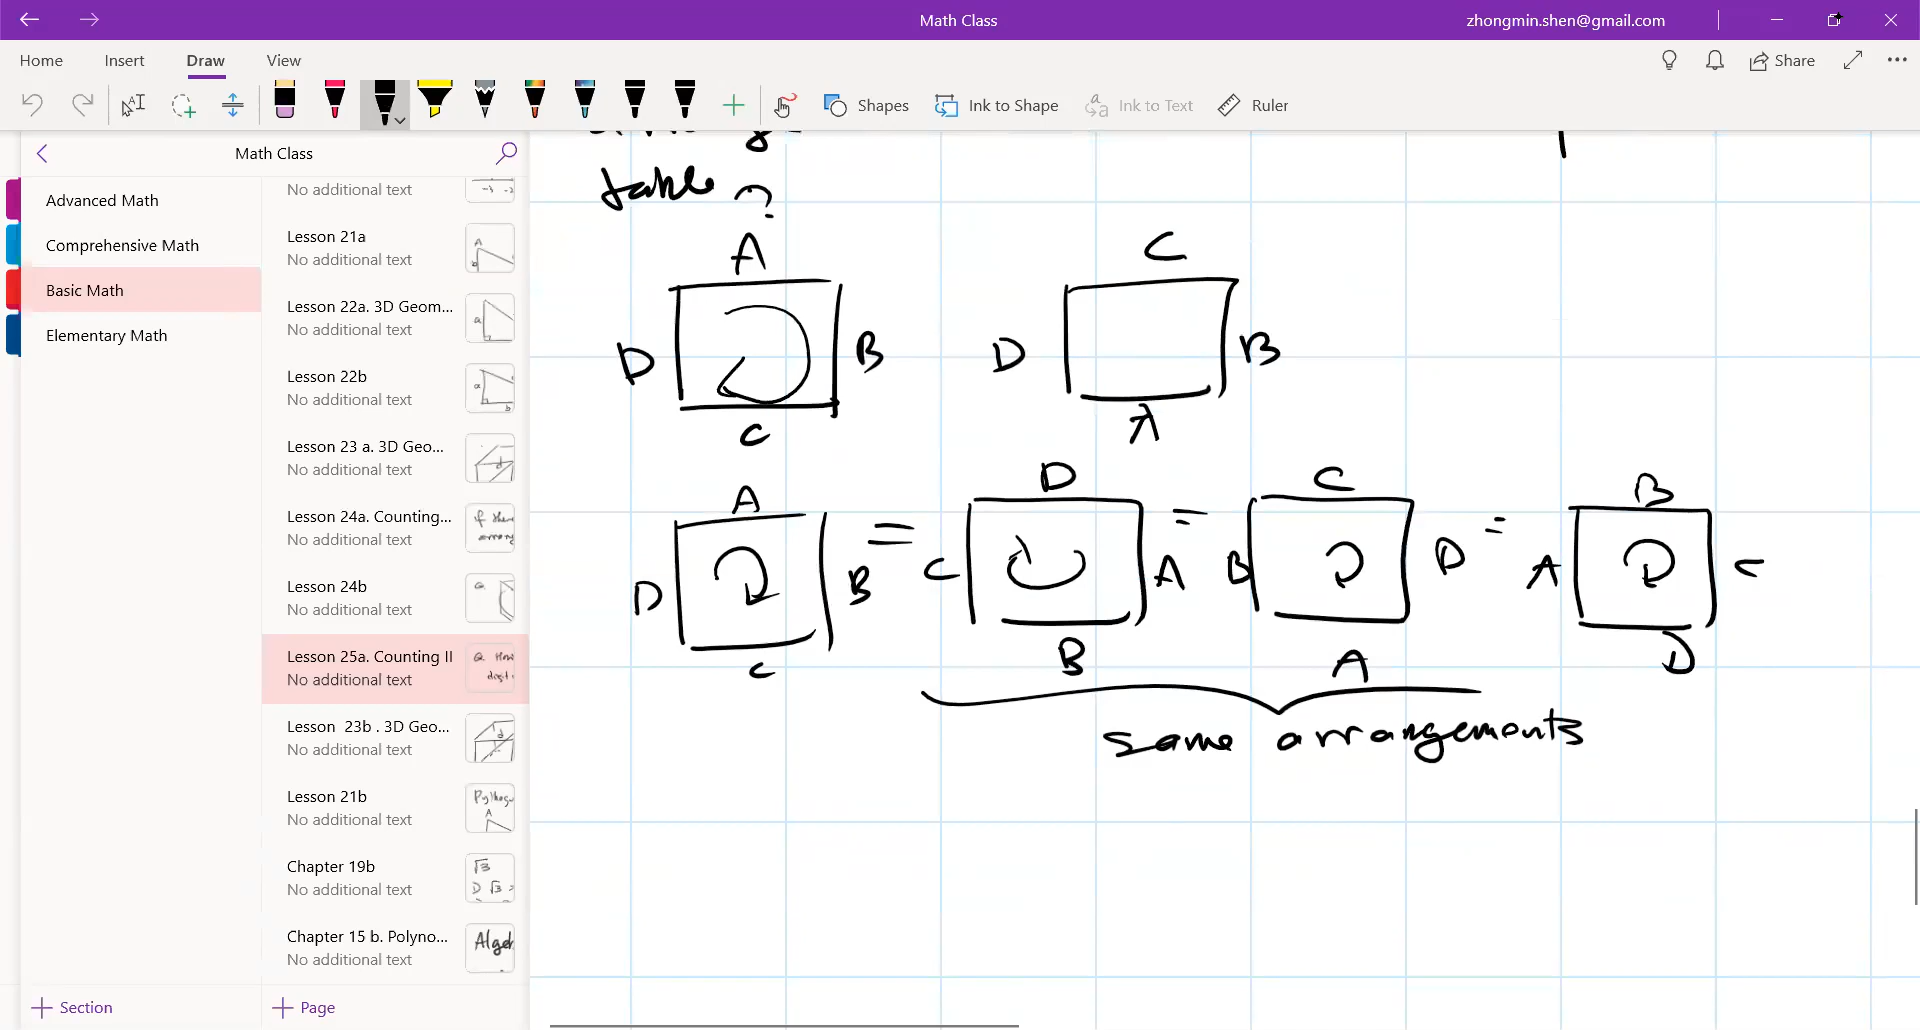 Math Class
zhongmin.shen@gmail.com
Home
Insert
Draw
View
Share
Shapes
Ink to Shape
Ink to Text
Ruler
Math Class
Advanced Math
Comprehensive Math
Basic Math
Elementary Math
No additional text
Lesson 21a
No additional text
Lesson 22a. 3D Geom...
No additional text
Lesson 22b
No additional text
Lesson 23 a. 3D Geo...
No additional text
Lesson 24a. Counting...
No additional text
Lesson 24b
No additional text
Lesson 25a. Counting II
No additional text
Lesson 23b . 3D Geo...
No additional text
Lesson 21b
No additional text
Chapter 19b
No additional text
Chapter 15 b. Polyno...
No additional text
Section
Page
table ?
A
C
D
B
D
B
C
A
A
D
C
B
D
B
=
C
A
=
B
D
=
A
C
C
B
A
D
same arrangements